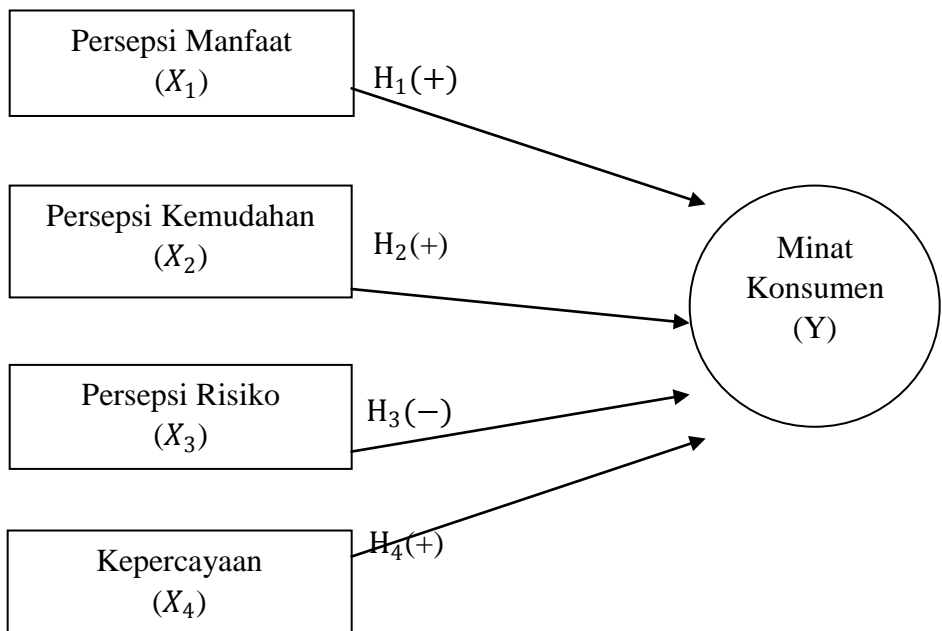 Persepsi Manfaat
(X₁)
H₁(+)
Persepsi Kemudahan
(X₂)
H₂(+)
Minat
Konsumen
(Y)
Persepsi Risiko
(X₃)
H₃(−)
Kepercayaan
(X₄)
H₄(+)